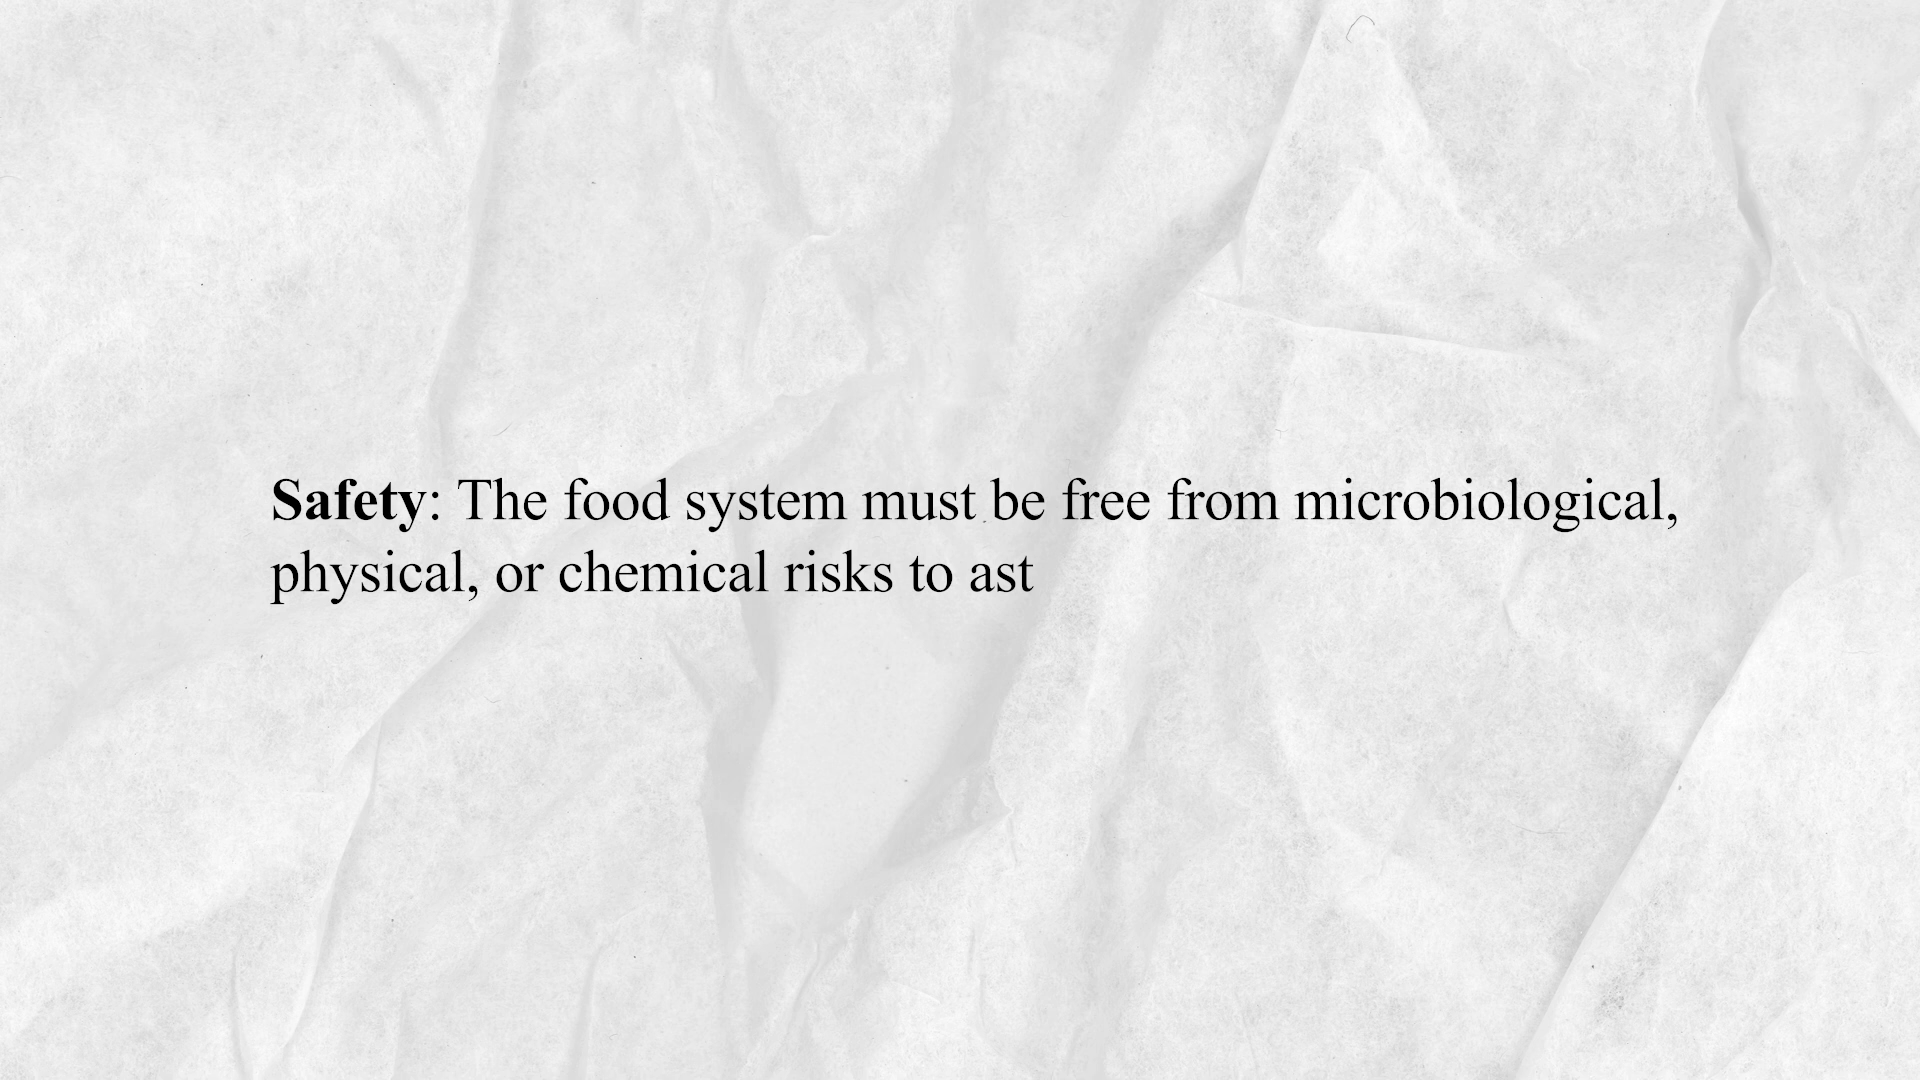 Safety: The food system must be free from microbiological,
physical, or chemical risks to ast